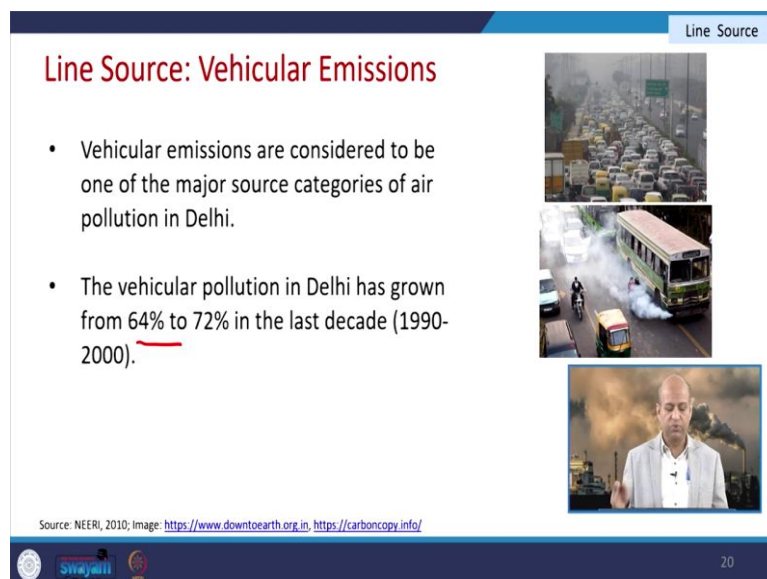 Line Source
Line Source: Vehicular Emissions
• Vehicular emissions are considered to be
one of the major source categories of air
pollution in Delhi.
• The vehicular pollution in Delhi has grown
from 64% to 72% in the last decade (1990-
2000).
Source: NEERI, 2010; Image: https://www.downtoearth.org.in, https://carboncopy.info/
swayam
20